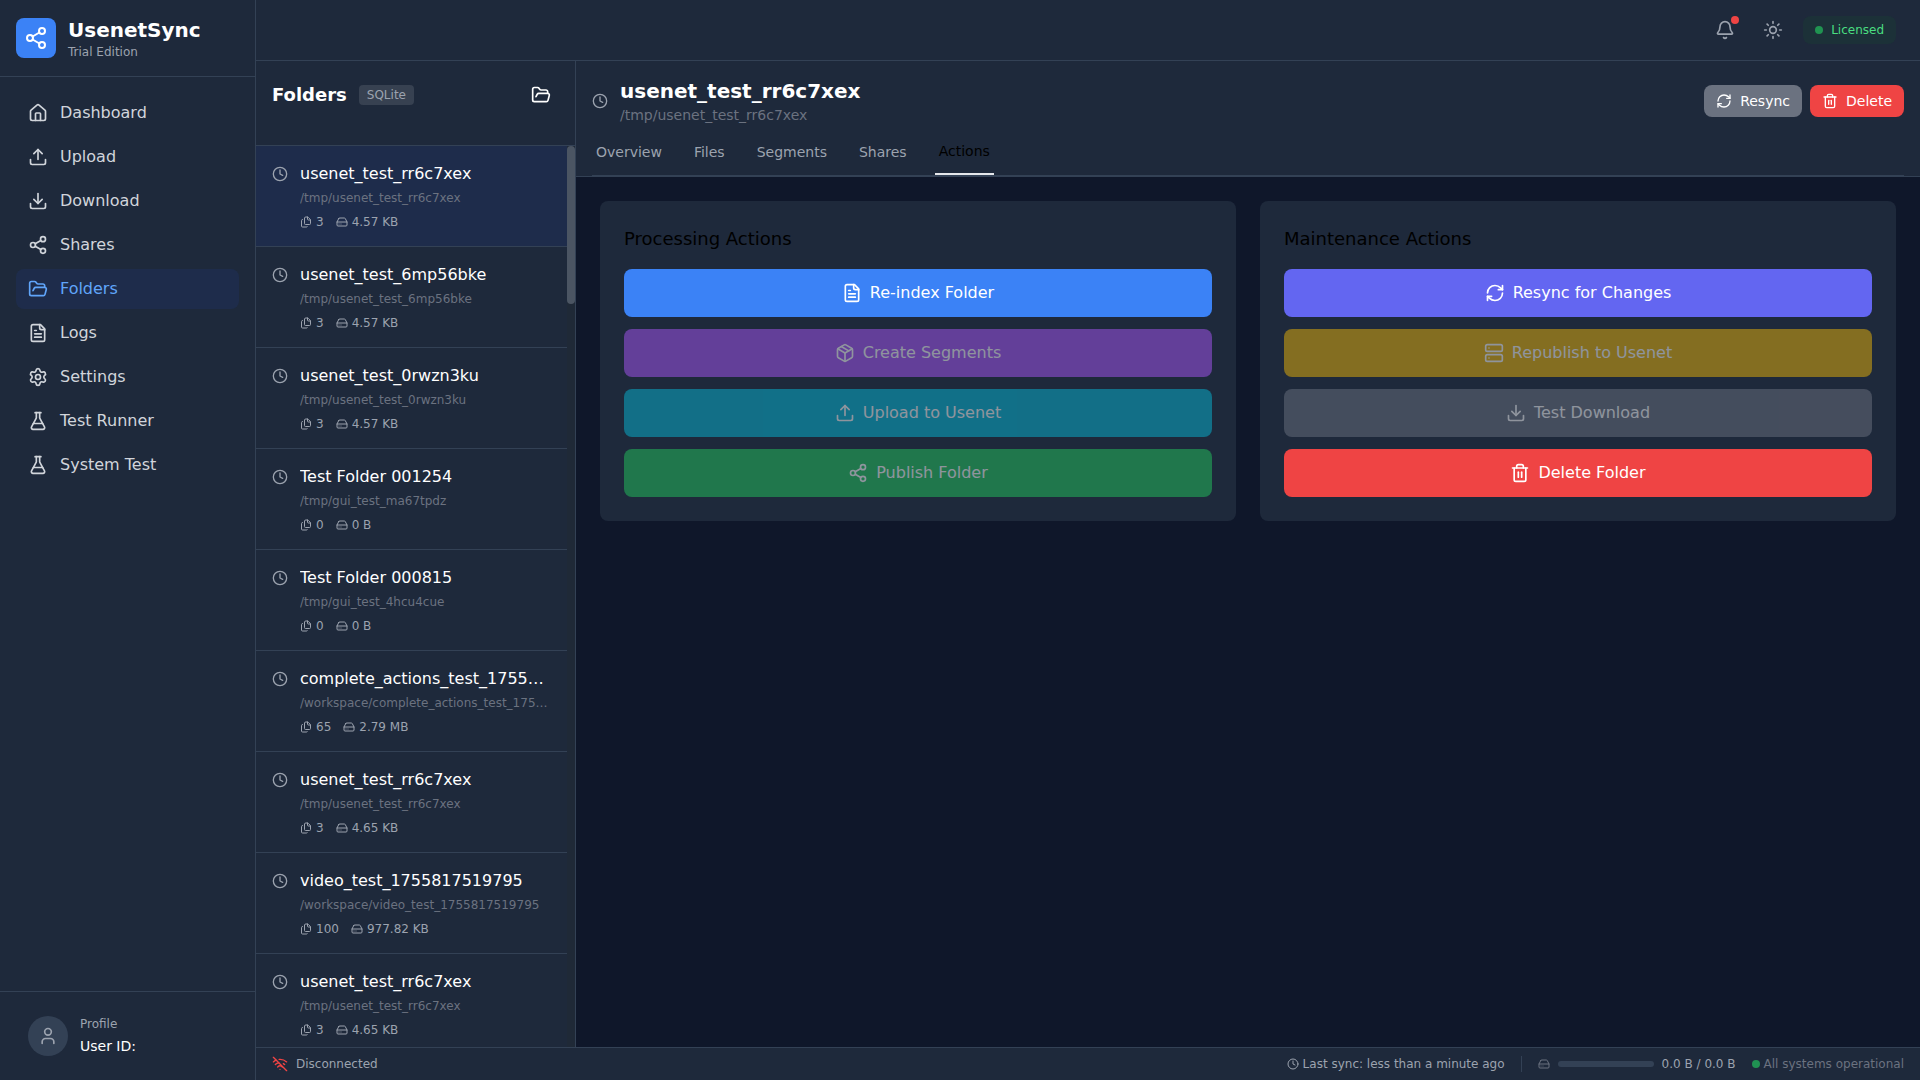 UsenetSync
Trial Edition
Dashboard
Upload
Download
Shares
Folders
Logs
Settings
Test Runner
System Test
Profile
User ID:
Licensed
Folders
SQLite
usenet_test_rr6c7xex
/tmp/usenet_test_rr6c7xex
3 4.57 KB
usenet_test_6mp56bke
/tmp/usenet_test_6mp56bke
3 4.57 KB
usenet_test_0rwzn3ku
/tmp/usenet_test_0rwzn3ku
3 4.57 KB
Test Folder 001254
/tmp/gui_test_ma67tpdz
0 0 B
Test Folder 000815
/tmp/gui_test_4hcu4cue
0 0 B
complete_actions_test_1755...
/workspace/complete_actions_test_175...
65 2.79 MB
usenet_test_rr6c7xex
/tmp/usenet_test_rr6c7xex
3 4.65 KB
video_test_1755817519795
/workspace/video_test_1755817519795
100 977.82 KB
usenet_test_rr6c7xex
/tmp/usenet_test_rr6c7xex
3 4.65 KB
usenet_test_rr6c7xex
/tmp/usenet_test_rr6c7xex
Resync
Delete
Overview Files Segments Shares Actions
Processing Actions
Re-index Folder
Create Segments
Upload to Usenet
Publish Folder
Maintenance Actions
Resync for Changes
Republish to Usenet
Test Download
Delete Folder
Disconnected
Last sync: less than a minute ago
0.0 B / 0.0 B
All systems operational